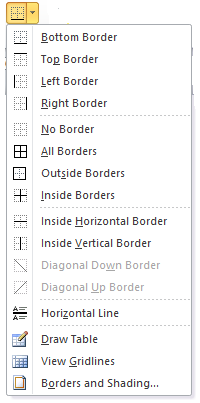 Bottom Border
Top Border
Left Border
Right Border
No Border
All Borders
Outside Borders
Inside Borders
Inside Horizontal Border
Inside Vertical Border
Diagonal Down Border
Diagonal Up Border
Horizontal Line
Draw Table
View Gridlines
Borders and Shading...